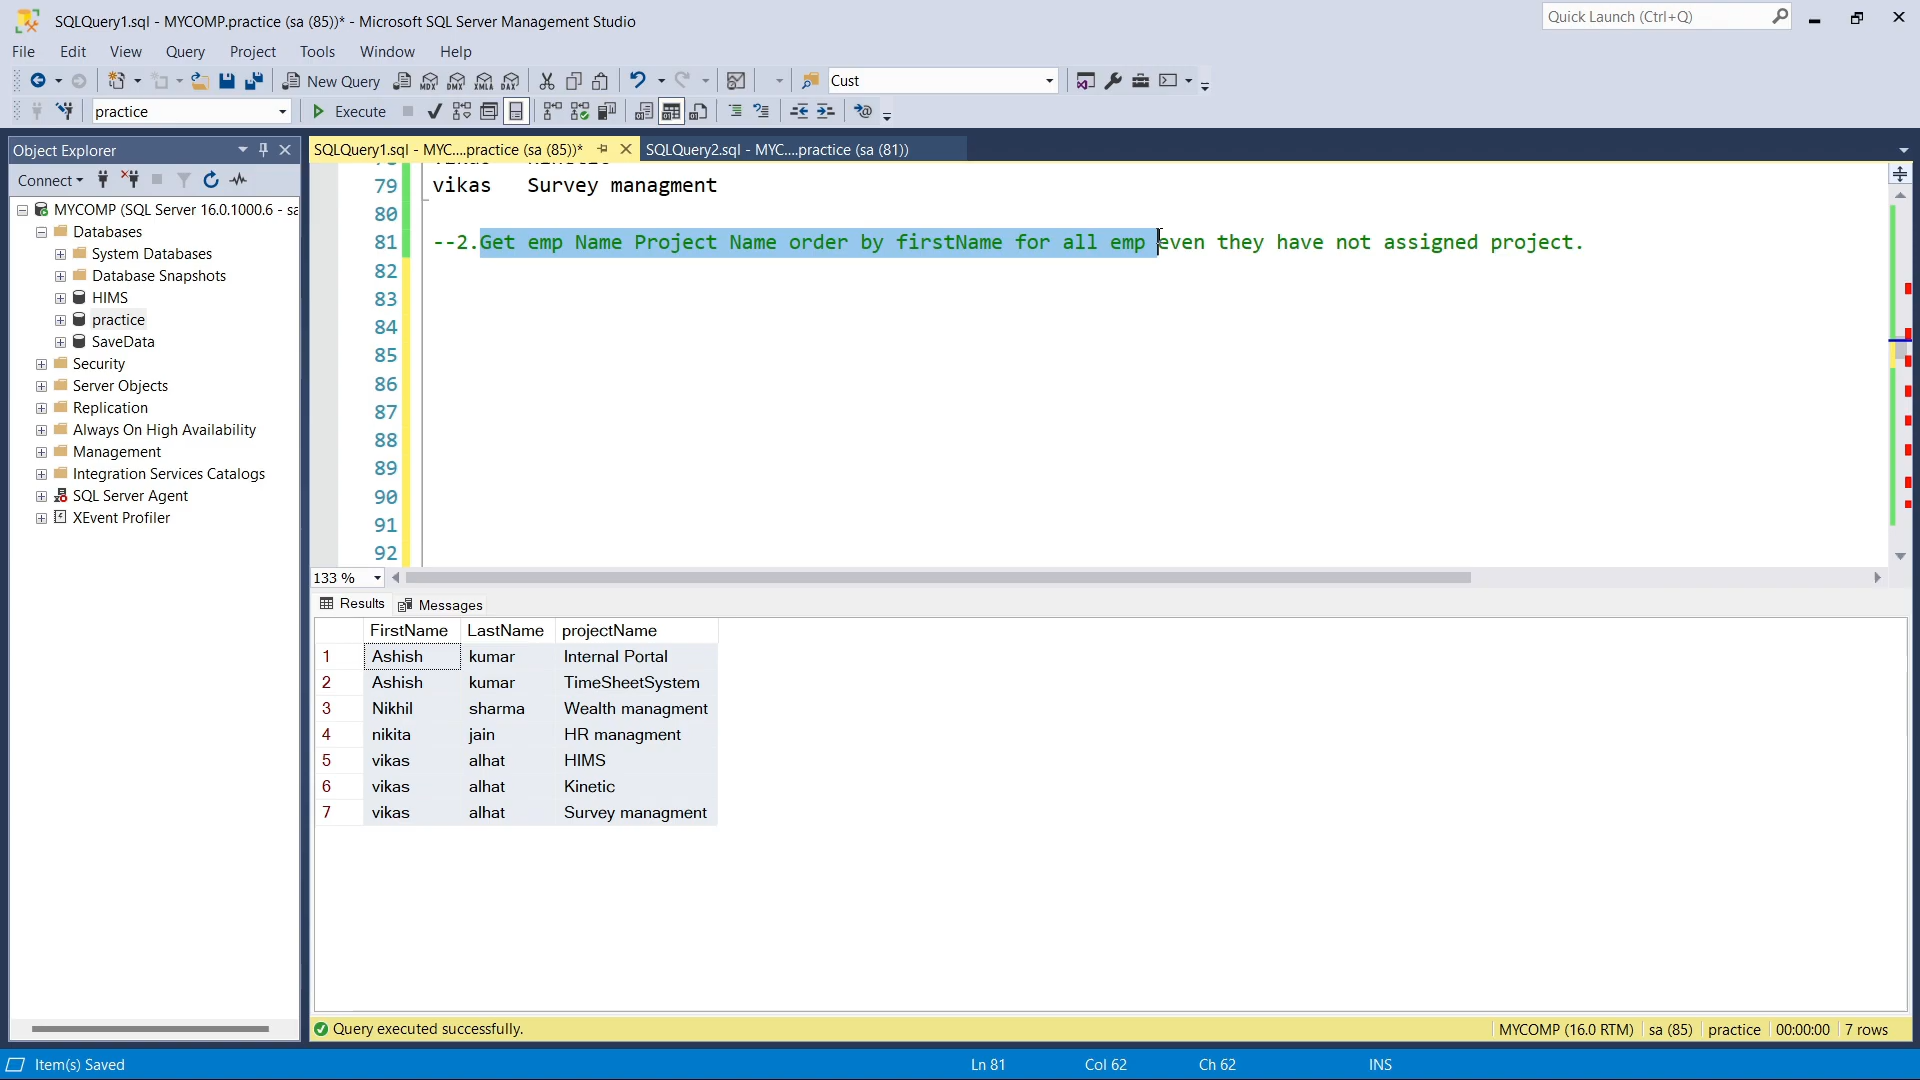 SQLQuery1.sql - MYCOMP.practice (sa (85))* - Microsoft SQL Server Management Studio
Quick Launch (Ctrl+Q)
File Edit View Query Project Tools Window Help
New Query MDX DMX XMLA DAX Cust
practice Execute
Object Explorer
SQLQuery1.sql - MYC....practice (sa (85))* SQLQuery2.sql - MYC....practice (sa (81))
Connect
MYCOMP (SQL Server 16.0.1000.6 - sa
Databases
System Databases
Database Snapshots
HIMS
practice
SaveData
Security
Server Objects
Replication
Always On High Availability
Management
Integration Services Catalogs
SQL Server Agent
XEvent Profiler
79 vikas Survey managment
80
81 --2.Get emp Name Project Name order by firstName for all emp even they have not assigned project.
82
83
84
85
86
87
88
89
90
91
92
133 %
Results Messages
FirstName LastName projectName
1 Ashish kumar Internal Portal
2 Ashish kumar TimeSheetSystem
3 Nikhil sharma Wealth managment
4 nikita jain HR managment
5 vikas alhat HIMS
6 vikas alhat Kinetic
7 vikas alhat Survey managment
Query executed successfully. MYCOMP (16.0 RTM) sa (85) practice 00:00:00 7 rows
Item(s) Saved Ln 81 Col 62 Ch 62 INS